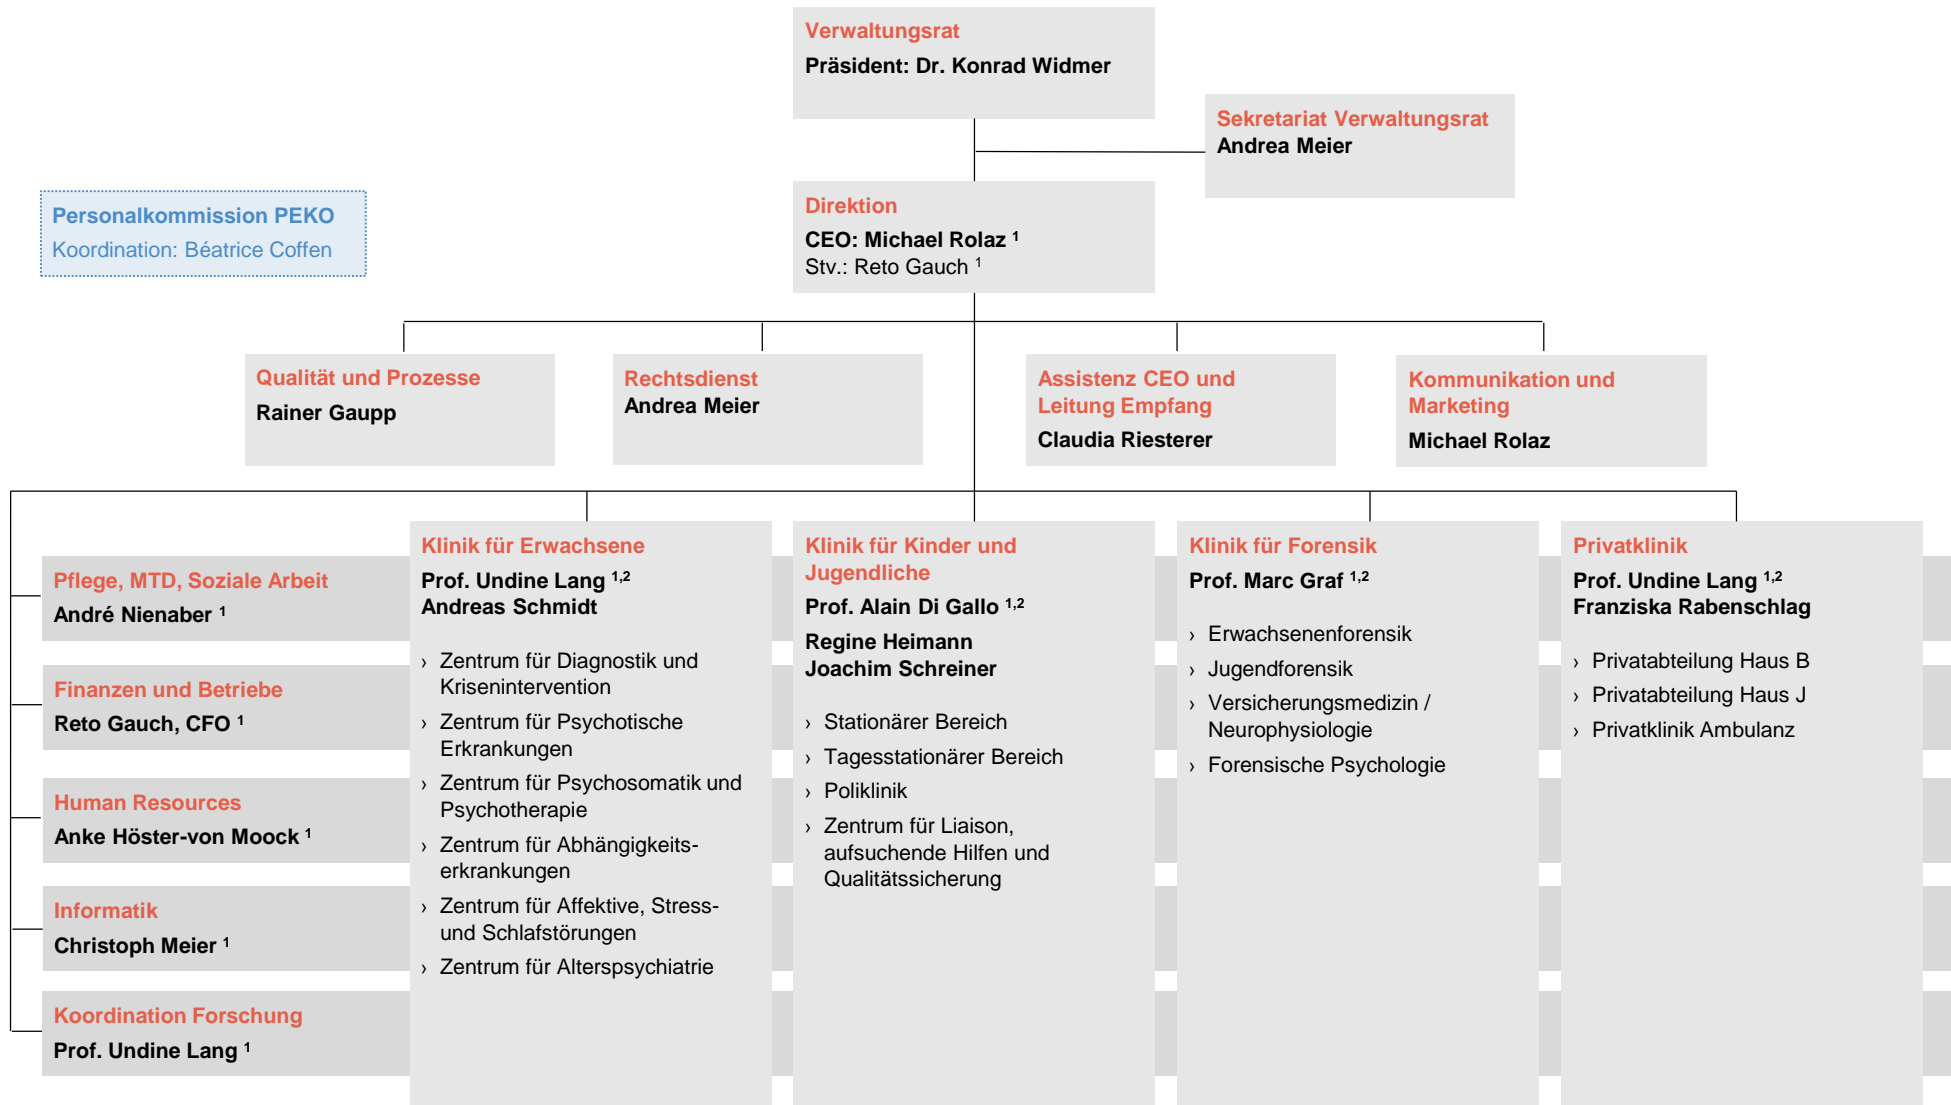 Verwaltungsrat
Präsident: Dr. Konrad Widmer
Sekretariat Verwaltungsrat
Andrea Meier
Personalkommission PEKO
Koordination: Béatrice Coffen
Direktion
CEO: Michael Rolaz ¹
Stv.: Reto Gauch ¹
Qualität und Prozesse
Rainer Gaupp
Rechtsdienst
Andrea Meier
Assistenz CEO und
Leitung Empfang
Claudia Riesterer
Kommunikation und
Marketing
Michael Rolaz
Pflege, MTD, Soziale Arbeit
André Nienaber ¹
Finanzen und Betriebe
Reto Gauch, CFO ¹
Human Resources
Anke Höster-von Moock ¹
Informatik
Christoph Meier ¹
Koordination Forschung
Prof. Undine Lang ¹
Klinik für Erwachsene
Prof. Undine Lang ¹,²
Andreas Schmidt
› Zentrum für Diagnostik und
Krisenintervention
› Zentrum für Psychotische
Erkrankungen
› Zentrum für Psychosomatik und
Psychotherapie
› Zentrum für Abhängigkeits-
erkrankungen
› Zentrum für Affektive, Stress-
und Schlafstörungen
› Zentrum für Alterspsychiatrie
Klinik für Kinder und
Jugendliche
Prof. Alain Di Gallo ¹,²
Regine Heimann
Joachim Schreiner
› Stationärer Bereich
› Tagesstationärer Bereich
› Poliklinik
› Zentrum für Liaison,
aufsuchende Hilfen und
Qualitätssicherung
Klinik für Forensik
Prof. Marc Graf ¹,²
› Erwachsenenforensik
› Jugendforensik
› Versicherungsmedizin /
Neurophysiologie
› Forensische Psychologie
Privatklinik
Prof. Undine Lang ¹,²
Franziska Rabenschlag
› Privatabteilung Haus B
› Privatabteilung Haus J
› Privatklinik Ambulanz